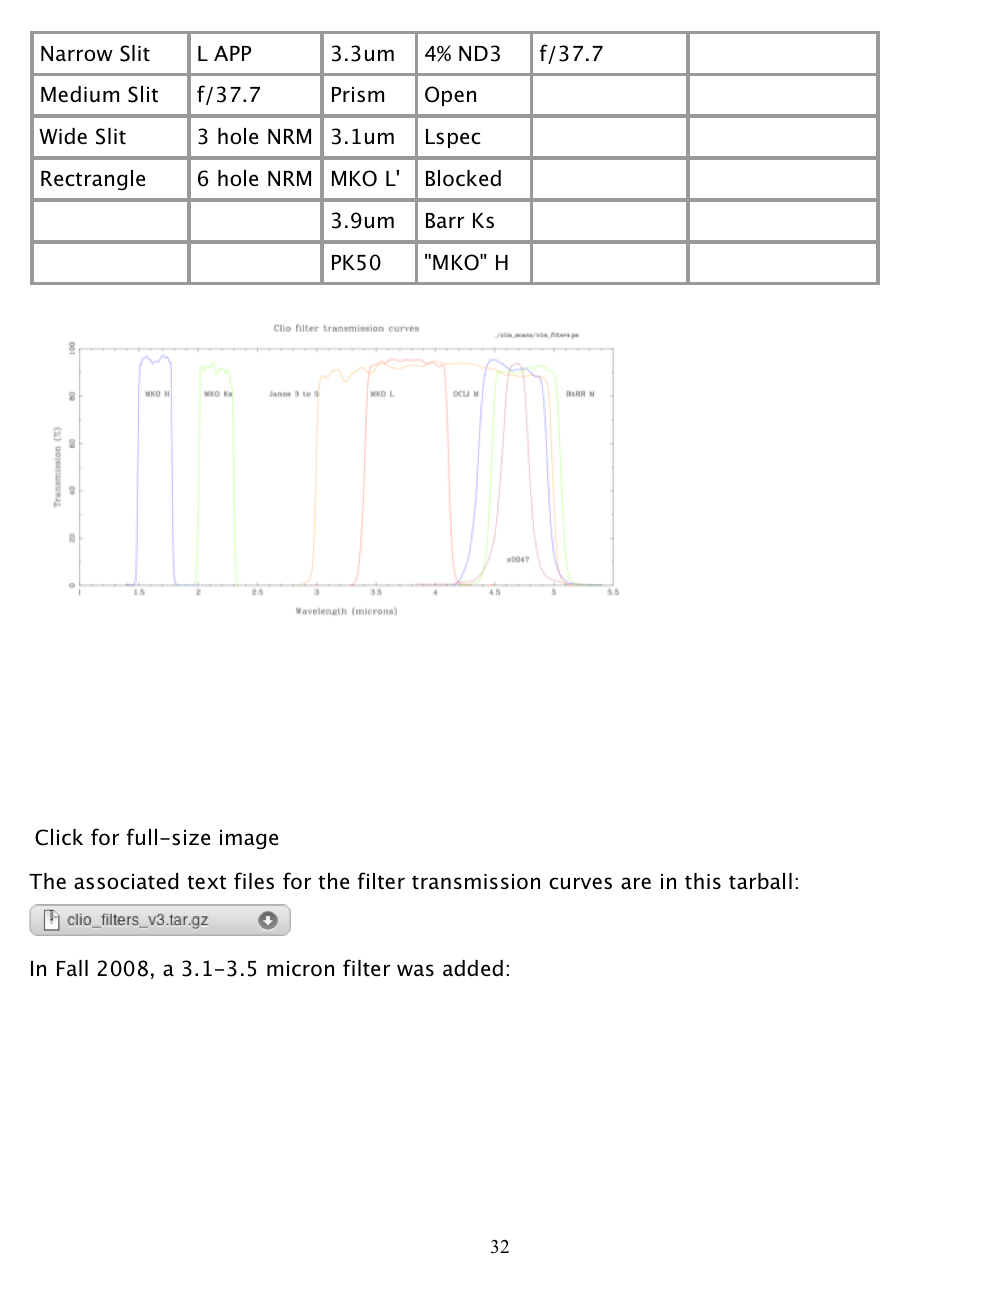 Narrow Slit L APP 3.3um 4% ND3 f/37.7
Medium Slit f/37.7 Prism Open
Wide Slit 3 hole NRM 3.1um Lspec
Rectrangle 6 hole NRM MKO L' Blocked
3.9um Barr Ks
PK50 "MKO" H
Clio filter transmission curves
./clio_scans/clio_filters.ps
MKO H MKO Ks Janos 3 to 5 MKO L OCLI M BARR M
x0047
Transmission (%)
0 20 40 60 80 100
1 1.5 2 2.5 3 3.5 4 4.5 5 5.5
Wavelength (microns)
Click for full-size image
The associated text files for the filter transmission curves are in this tarball:
clio_filters_v3.tar.gz
In Fall 2008, a 3.1-3.5 micron filter was added:
32